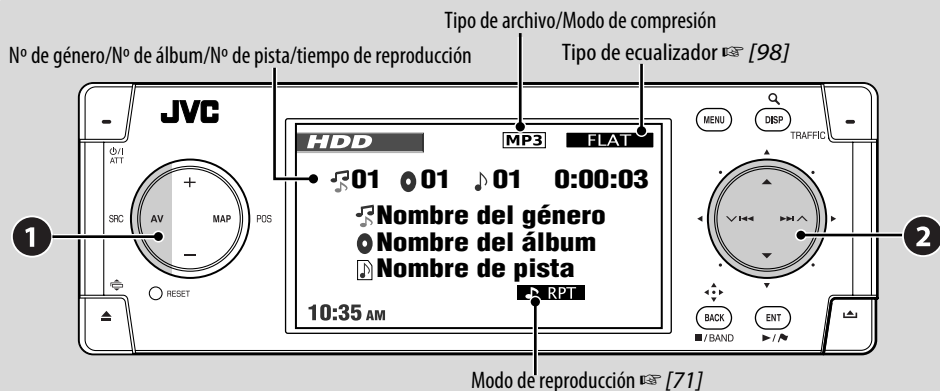 Tipo de archivo/Modo de compresión
Nº de género/Nº de álbum/Nº de pista/tiempo de reproducción
Tipo de ecualizador ☞ [98]
JVC
MENU
DISP
TRAFFIC
HDD
MP3
FLAT
01 01 01 0:00:03
Nombre del género
Nombre del álbum
Nombre de pista
RPT
10:35 AM
⏻/I
ATT
+
SRC
AV
MAP
POS
−
RESET
1
2
BACK
ENT
■/BAND
Modo de reproducción ☞ [71]